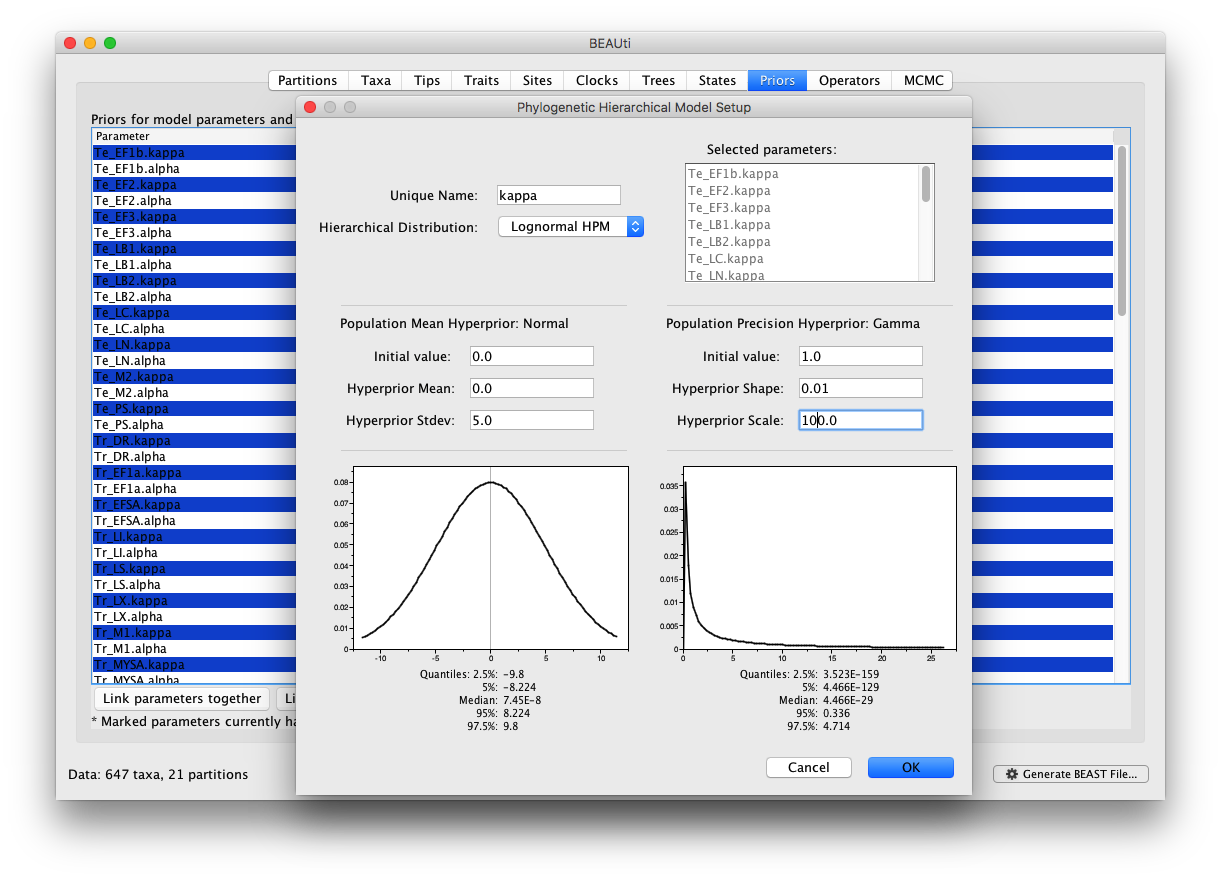 BEAUti
Partitions Taxa Tips Traits Sites Clocks Trees States Priors Operators MCMC
Phylogenetic Hierarchical Model Setup
Priors for model parameters and
Parameter
Te_EF1b.kappa
Te_EF1b.alpha
Te_EF2.kappa
Te_EF2.alpha
Te_EF3.kappa
Te_EF3.alpha
Te_LB1.kappa
Te_LB1.alpha
Te_LB2.kappa
Te_LB2.alpha
Te_LC.kappa
Te_LC.alpha
Te_LN.kappa
Te_LN.alpha
Te_M2.kappa
Te_M2.alpha
Te_PS.kappa
Te_PS.alpha
Tr_DR.kappa
Tr_DR.alpha
Tr_EF1a.kappa
Tr_EF1a.alpha
Tr_EFSA.kappa
Tr_EFSA.alpha
Tr_LI.kappa
Tr_LI.alpha
Tr_LS.kappa
Tr_LS.alpha
Tr_LX.kappa
Tr_LX.alpha
Tr_M1.kappa
Tr_M1.alpha
Tr_MYSA.kappa
Tr_MYSA.alpha
Link parameters together Li
* Marked parameters currently ha
Data: 647 taxa, 21 partitions
Generate BEAST File...
Unique Name: kappa
Hierarchical Distribution: Lognormal HPM
Selected parameters:
Te_EF1b.kappa
Te_EF2.kappa
Te_EF3.kappa
Te_LB1.kappa
Te_LB2.kappa
Te_LC.kappa
Te_LN.kappa
Population Mean Hyperprior: Normal
Initial value: 0.0
Hyperprior Mean: 0.0
Hyperprior Stdev: 5.0
Population Precision Hyperprior: Gamma
Initial value: 1.0
Hyperprior Shape: 0.01
Hyperprior Scale: 100.0
0.08
0.07
0.06
0.05
0.04
0.03
0.02
0.01
0
-10 -5 0 5 10
Quantiles: 2.5%: -9.8
5%: -8.224
Median: 7.45E-8
95%: 8.224
97.5%: 9.8
0.035
0.03
0.025
0.02
0.015
0.01
0.005
0
0 5 10 15 20 25
Quantiles: 2.5%: 3.523E-159
5%: 4.466E-129
Median: 4.466E-29
95%: 0.336
97.5%: 4.714
Cancel OK